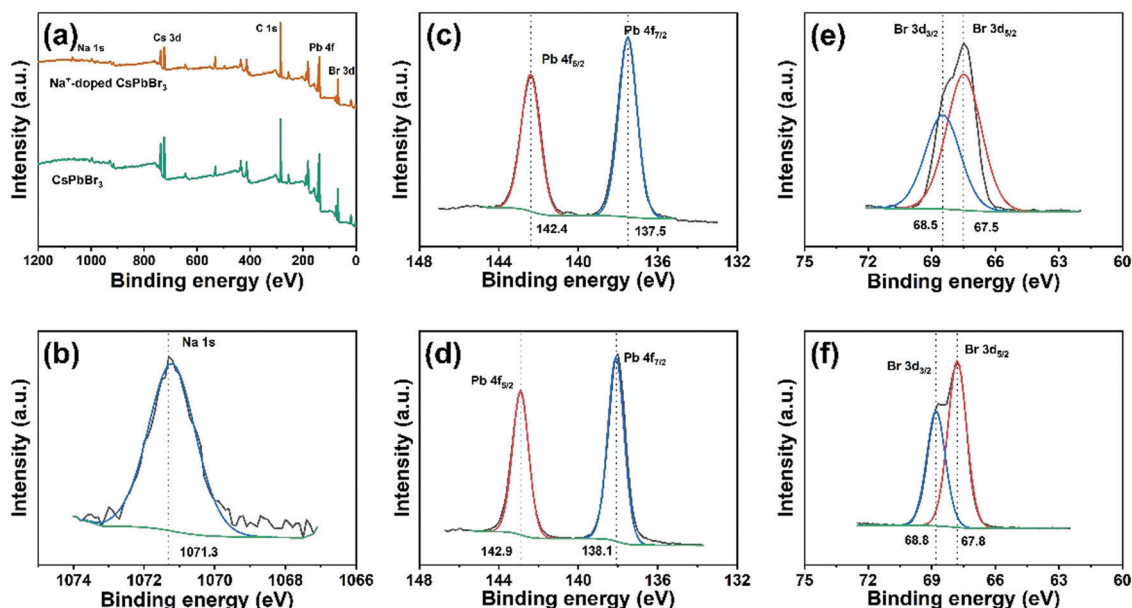 (a)
Na 1s
Cs 3d
C 1s
Pb 4f
Br 3d
Na⁺-doped CsPbBr₃
CsPbBr₃
Intensity (a.u.)
1200 1000 800 600 400 200 0
Binding energy (eV)
(c)
Pb 4f₅/₂
Pb 4f₇/₂
142.4
137.5
Intensity (a.u.)
148 144 140 136 132
Binding energy (eV)
(e)
Br 3d₃/₂
Br 3d₅/₂
68.5
67.5
Intensity (a.u.)
75 72 69 66 63 60
Binding energy (eV)
(b)
Na 1s
1071.3
Intensity (a.u.)
1074 1072 1070 1068 1066
Binding energy (eV)
(d)
Pb 4f₅/₂
Pb 4f₇/₂
142.9
138.1
Intensity (a.u.)
148 144 140 136 132
Binding energy (eV)
(f)
Br 3d₃/₂
Br 3d₅/₂
68.8
67.8
Intensity (a.u.)
75 72 69 66 63 60
Binding energy (eV)